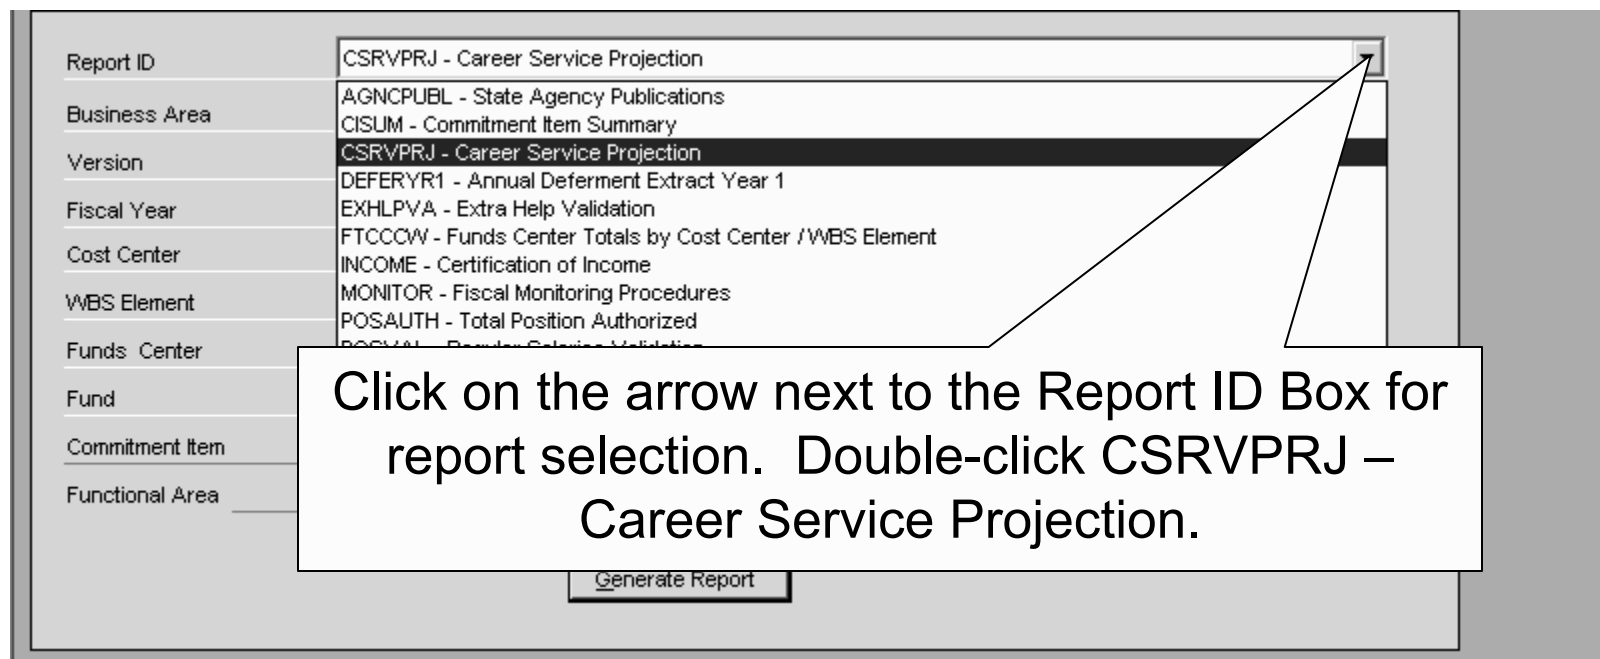 Report ID
CSRVPRJ - Career Service Projection
Business Area
AGNCPUBL - State Agency Publications
CISUM - Commitment Item Summary
Version
CSRVPRJ - Career Service Projection
DEFERYR1 - Annual Deferment Extract Year 1
Fiscal Year
EXHLPVA - Extra Help Validation
FTCCCW - Funds Center Totals by Cost Center / WBS Element
Cost Center
INCOME - Certification of Income
WBS Element
MONITOR - Fiscal Monitoring Procedures
POSAUTH - Total Position Authorized
Funds Center
Fund
Commitment Item
Functional Area
Click on the arrow next to the Report ID Box for
report selection. Double-click CSRVPRJ –
Career Service Projection.
Generate Report